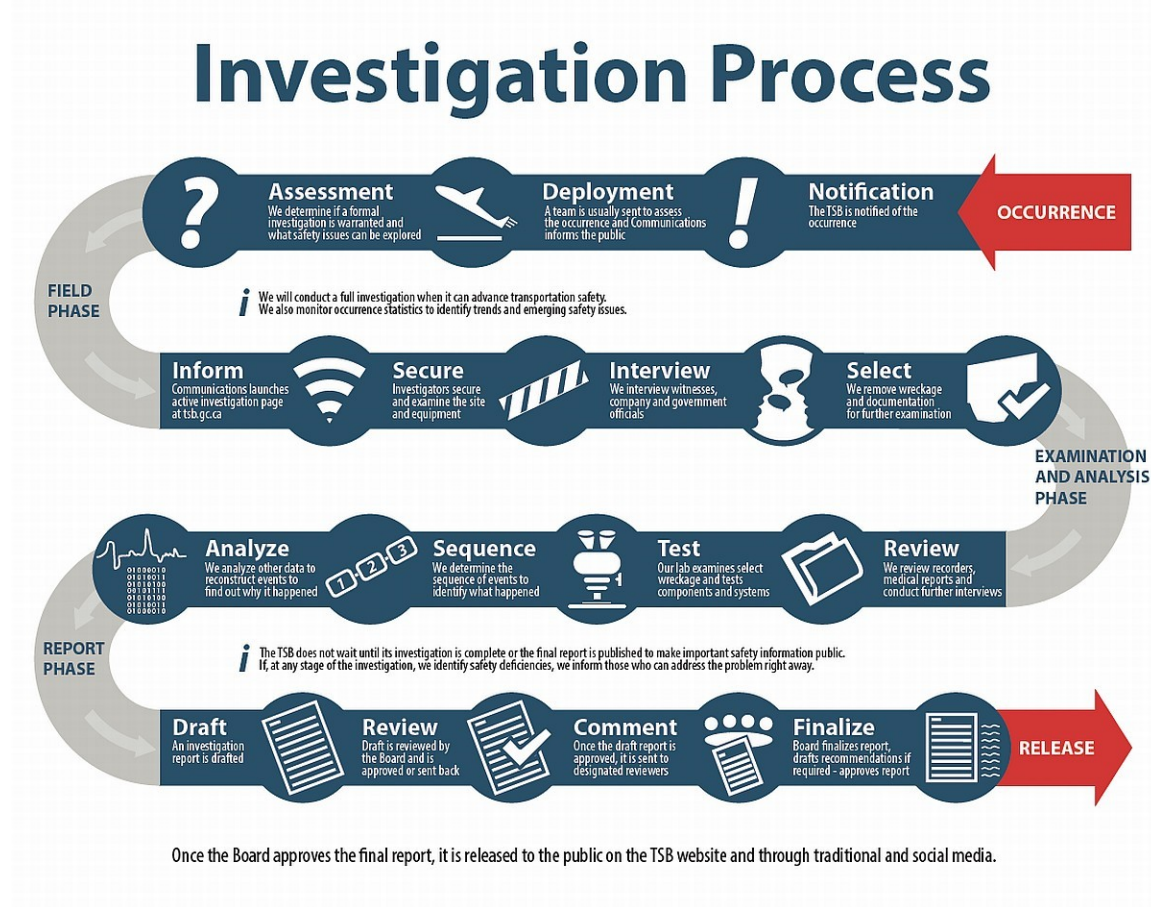 Investigation Process
OCCURRENCE
Notification
The TSB is notified of the
occurrence
Deployment
A team is usually sent to assess
the occurrence and Communications
informs the public
Assessment
We determine if a formal
investigation is warranted and
what safety issues can be explored
FIELD
PHASE
i
We will conduct a full investigation when it can advance transportation safety.
We also monitor occurrence statistics to identify trends and emerging safety issues.
Inform
Communications launches
active investigation page
at tsb.gc.ca
Secure
Investigators secure
and examine the site
and equipment
Interview
We interview witnesses,
company and government
officials
Select
We remove wreckage
and documentation
for further examination
EXAMINATION
AND ANALYSIS
PHASE
Review
We review recorders,
medical reports and
conduct further interviews
Test
Our lab examines select
wreckage and tests
components and systems
Sequence
We determine the
sequence of events to
identify what happened
1 2 3
Analyze
We analyze other data to
reconstruct events to
find out why it happened
01000010
01010011
01010100
00101111
01010100
01010011
01000010
REPORT
PHASE
i
The TSB does not wait until its investigation is complete or the final report is published to make important safety information public.
If, at any stage of the investigation, we identify safety deficiencies, we inform those who can address the problem right away.
Draft
An investigation
report is drafted
Review
Draft is reviewed by
the Board and is
approved or sent back
Comment
Once the draft report is
approved, it is sent to
designated reviewers
Finalize
Board finalizes report,
drafts recommendations if
required - approves report
RELEASE
Once the Board approves the final report, it is released to the public on the TSB website and through traditional and social media.